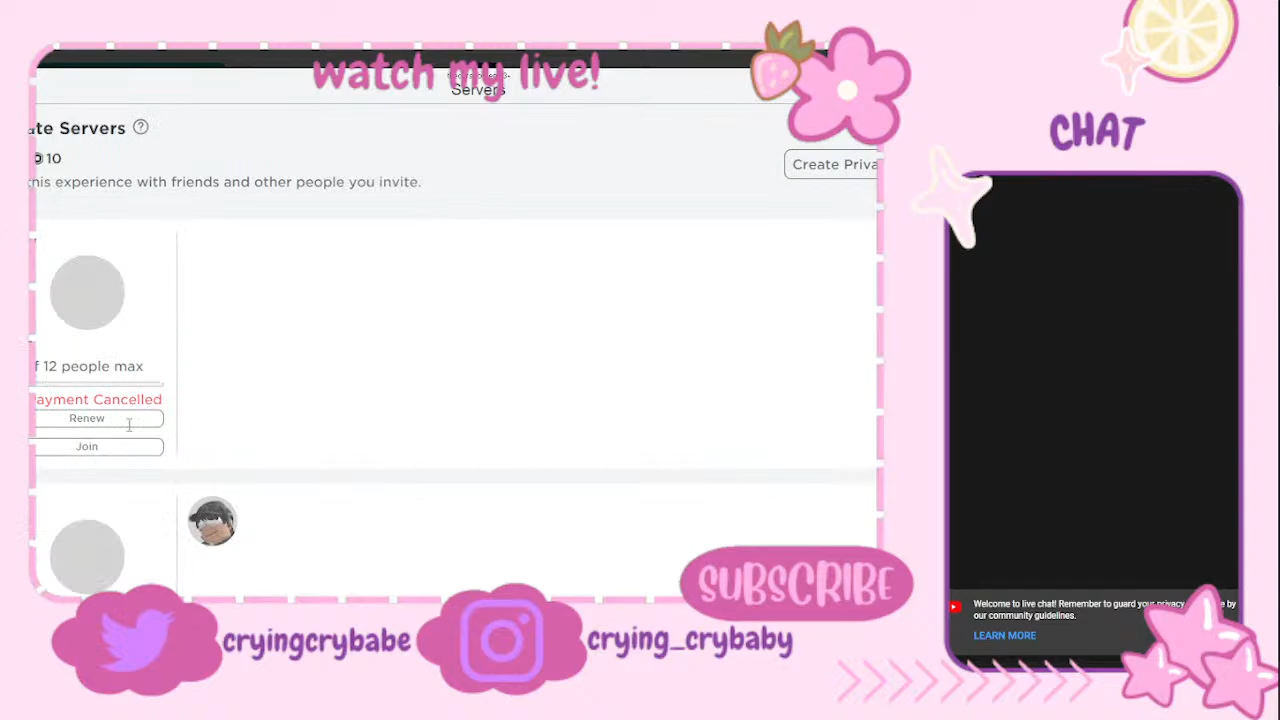 watch my live!
Servers
ate Servers
10
Create Priva
this experience with friends and other people you invite.
f 12 people max
ayment Cancelled
Renew
Join
SUBSCRIBE
cryingcrybabe
crying_crybaby
CHAT
Welcome to live chat! Remember to guard your privacy e by
our community guidelines.
LEARN MORE